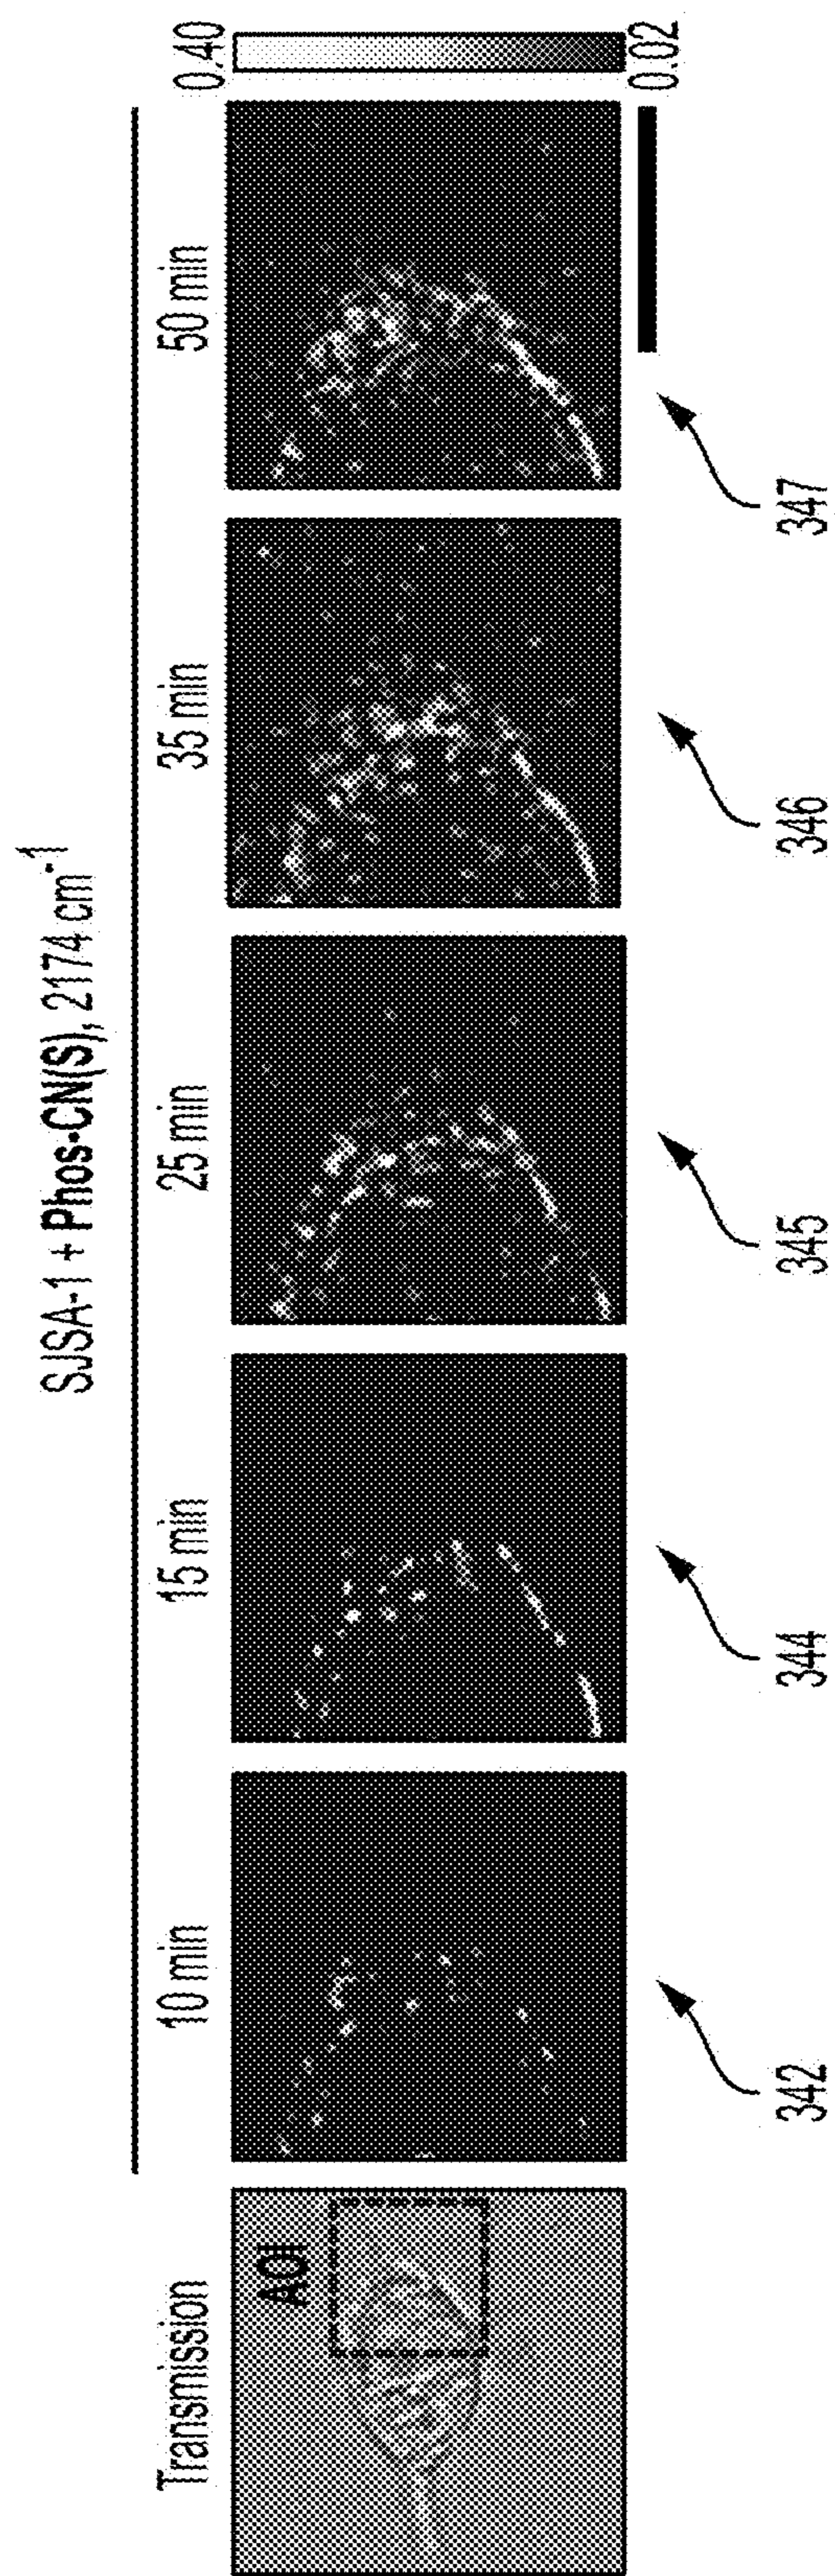 SJSA-1 + Phos-CN(S), 2174 cm-1
Transmission
10 min
15 min
25 min
35 min
50 min
AOI
0.40
0.02
342
344
345
346
347